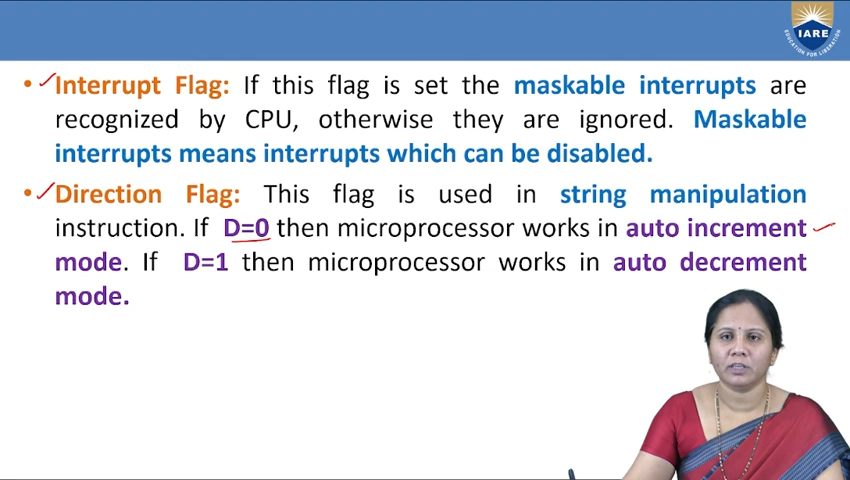 IARE
EDUCATION FOR LIBERATION
• Interrupt Flag: If this flag is set the maskable interrupts are
recognized by CPU, otherwise they are ignored. Maskable
interrupts means interrupts which can be disabled.
• Direction Flag: This flag is used in string manipulation
instruction. If D=0 then microprocessor works in auto increment
mode. If D=1 then microprocessor works in auto decrement
mode.